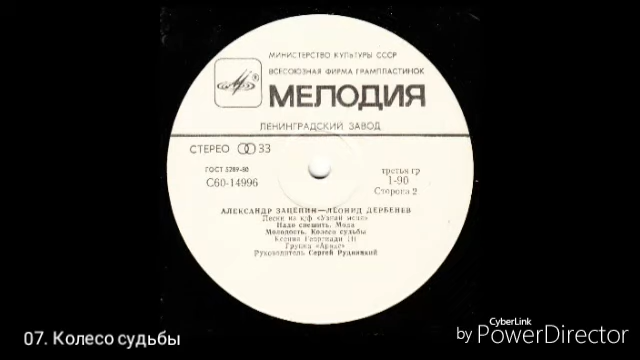 МИНИСТЕРСТВО КУЛЬТУРЫ СССР
ВСЕСОЮЗНАЯ ФИРМА ГРАМПЛАСТИНОК
МЕЛОДИЯ
ЛЕНИНГРАДСКИЙ ЗАВОД
СТЕРЕО 33
ГОСТ 5289-80
С60-14996
третья гр
1-90
Сторона 2
АЛЕКСАНДР ЗАЦЕПИН—ЛЕОНИД ДЕРБЕНЕВ
Песни из к/ф «Узнай меня»
Надо спешить. Мода
Молодость. Колесо судьбы
Группа «Аракс»
Руководитель Сергей Рудницкий
07. Колесо судьбы
CyberLink
by PowerDirector